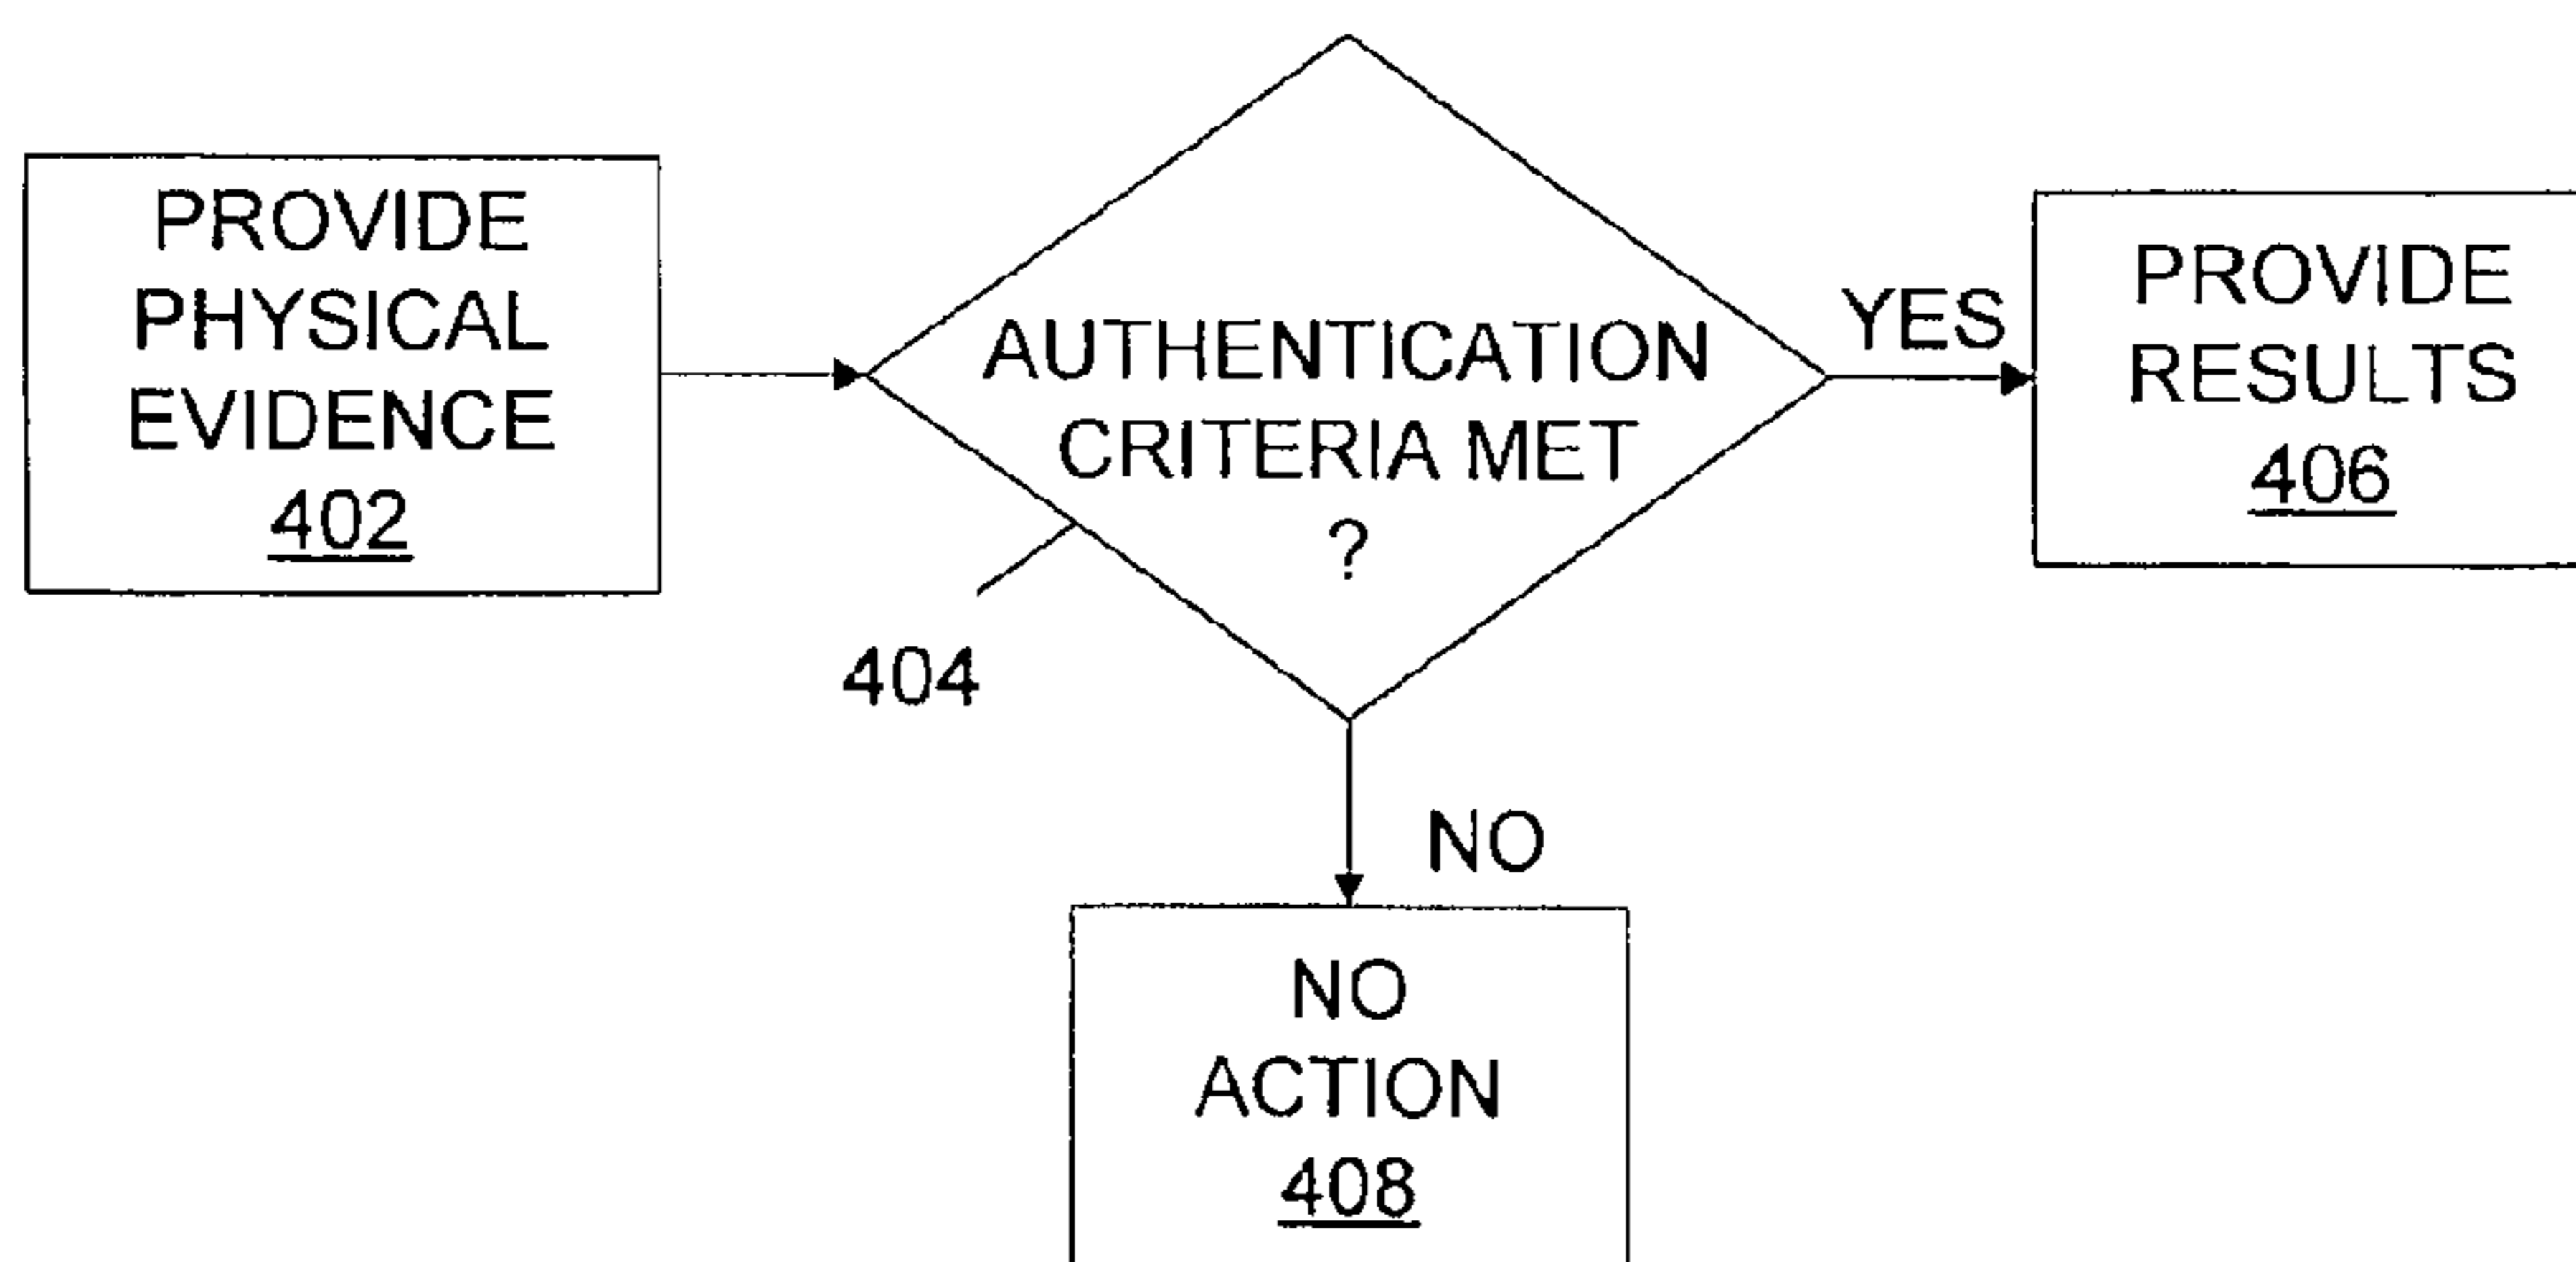 PROVIDE
PHYSICAL
EVIDENCE
402
AUTHENTICATION
CRITERIA MET
?
404
YES
PROVIDE
RESULTS
406
NO
NO
ACTION
408